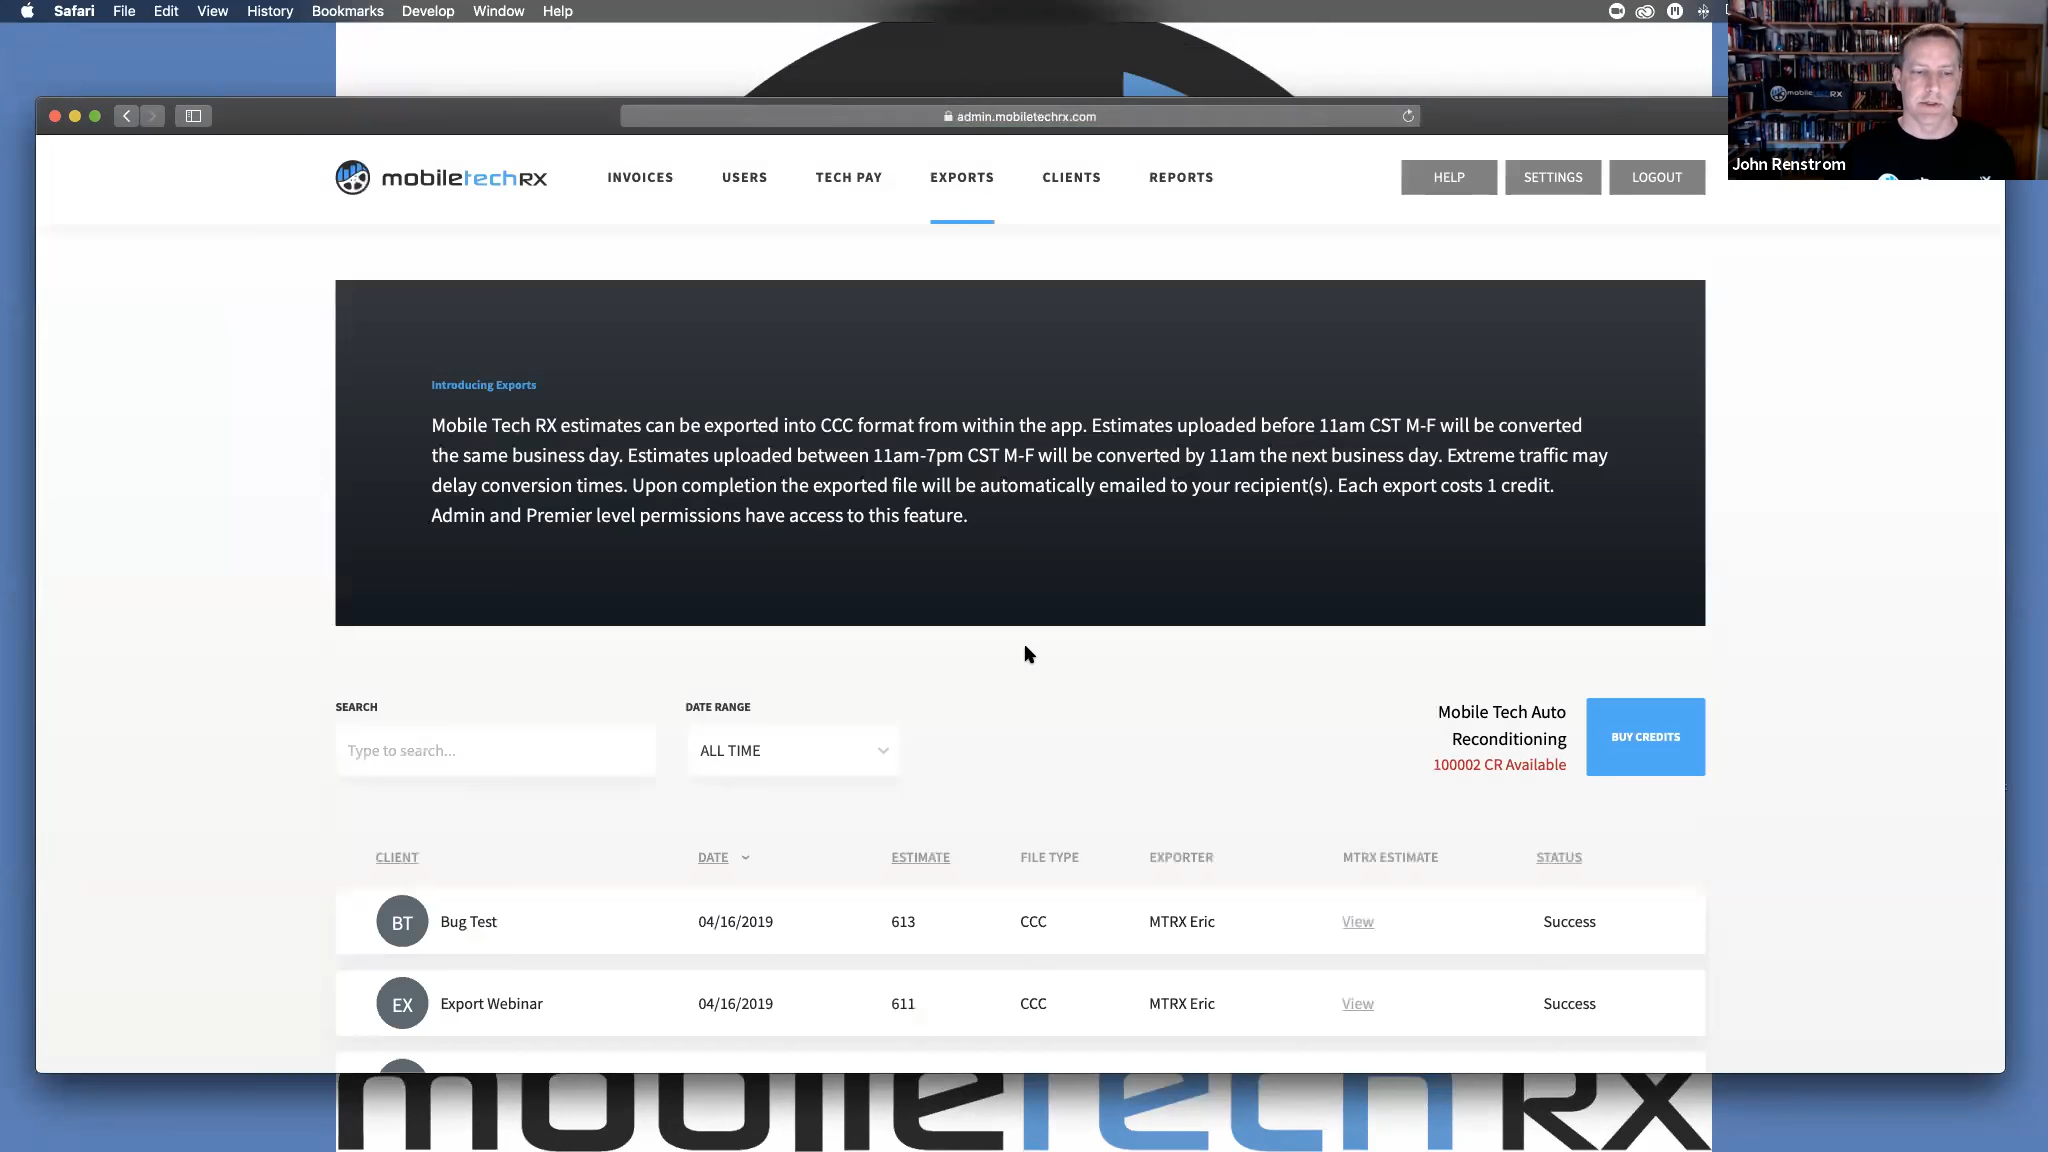 Safari File Edit View History Bookmarks Develop Window Help
admin.mobiletechrx.com
mobiletechRX
INVOICES USERS TECH PAY EXPORTS CLIENTS REPORTS
HELP SETTINGS LOGOUT
mobiletechRX
John Renstrom
Introducing Exports
Mobile Tech RX estimates can be exported into CCC format from within the app. Estimates uploaded before 11am CST M-F will be converted
the same business day. Estimates uploaded between 11am-7pm CST M-F will be converted by 11am the next business day. Extreme traffic may
delay conversion times. Upon completion the exported file will be automatically emailed to your recipient(s). Each export costs 1 credit.
Admin and Premier level permissions have access to this feature.
SEARCH
Type to search...
DATE RANGE
ALL TIME
Mobile Tech Auto
Reconditioning
100002 CR Available
BUY CREDITS
CLIENT DATE ESTIMATE FILE TYPE EXPORTER MTRX ESTIMATE STATUS
BT Bug Test 04/16/2019 613 CCC MTRX Eric View Success
EX Export Webinar 04/16/2019 611 CCC MTRX Eric View Success
mobiletechRX